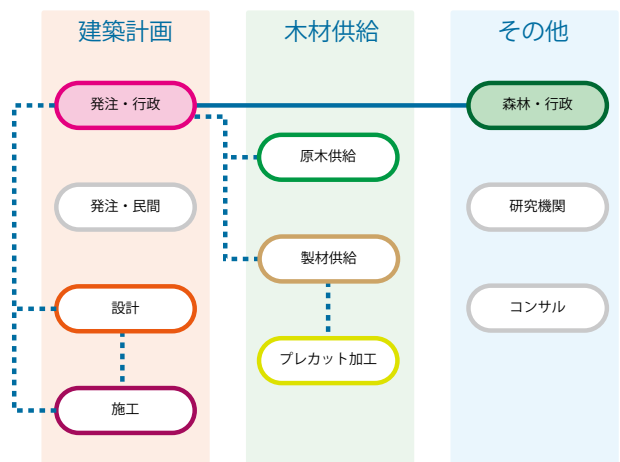 建築計画
発注・行政
発注・民間
設計
施工
木材供給
原木供給
製材供給
プレカット加工
その他
森林・行政
研究機関
コンサル